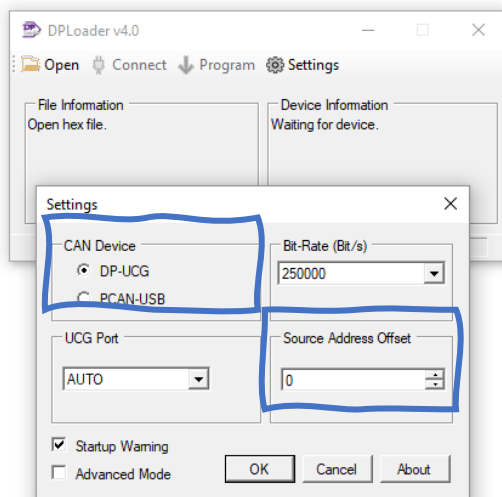 DP DPLoader v4.0
Open Connect Program Settings
File Information
Open hex file.
Device Information
Waiting for device.
Settings
CAN Device
DP-UCG
PCAN-USB
Bit-Rate (Bit/s)
250000
UCG Port
AUTO
Source Address Offset
0
Startup Warning
Advanced Mode
OK Cancel About